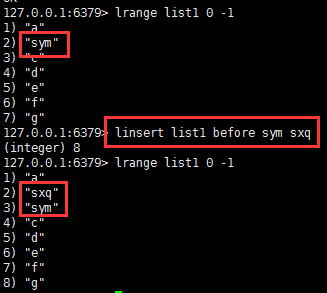 127.0.0.1:6379> lrange list1 0 -1
1) "a"
2) "sym"
3) "c"
4) "d"
5) "e"
6) "f"
7) "g"
127.0.0.1:6379> linsert list1 before sym sxq
(integer) 8
127.0.0.1:6379> lrange list1 0 -1
1) "a"
2) "sxq"
3) "sym"
4) "c"
5) "d"
6) "e"
7) "f"
8) "g"